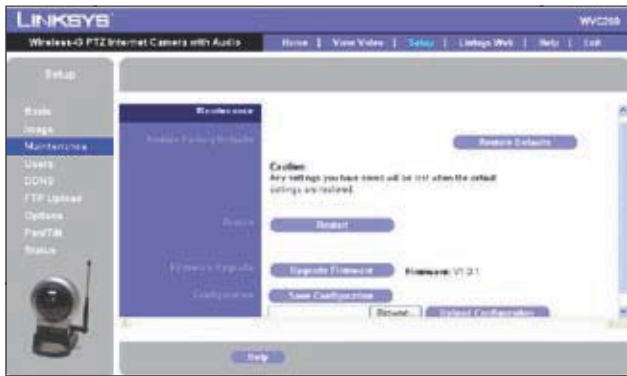 LINKSYS
WVC200
Wireless-G PTZ Internet Camera with Audio
Home | View Video | Setup | Linksys Web | Help | Exit
Setup
Basic
Image
Maintenance
Users
DDNS
FTP Upload
Options
Pan/Tilt
Status
Maintenance
Restore Factory Defaults
Restore Defaults
Caution:
Any settings you have saved will be lost when the default
settings are restored.
Restart
Restart
Firmware Upgrade
Upgrade Firmware
Firmware: V1.0.1
Configuration
Save Configuration
Browse...
Upload Configuration
Help